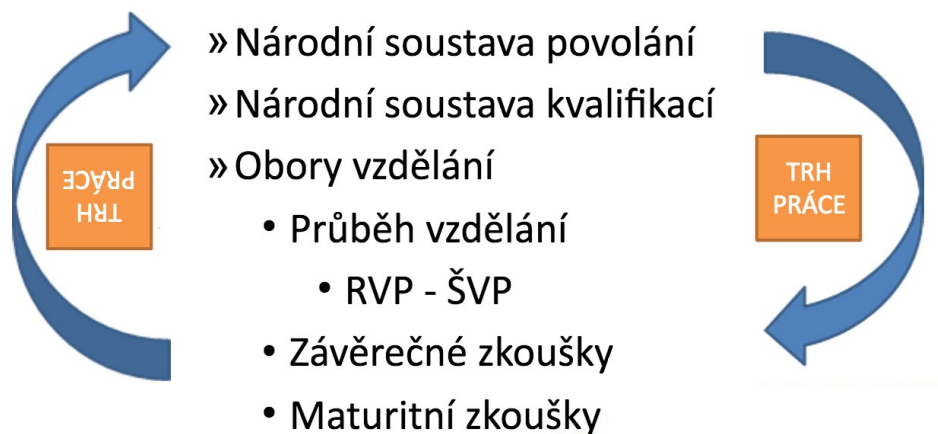 » Národní soustava povolání
» Národní soustava kvalifikací
» Obory vzdělání
• Průběh vzdělání
• RVP - ŠVP
• Závěrečné zkoušky
• Maturitní zkoušky
TRH
PRÁCE
TRH
PRÁCE